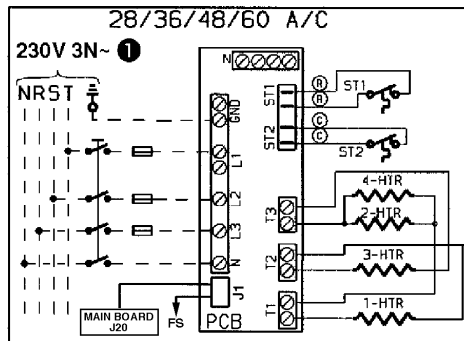 28/36/48/60 A/C
230V 3N~ 1
N R S T
N
GND
L1
L2
L3
N
J1
PCB
MAIN BOARD
J20
FS
ST1
ST2
R
R
C
C
ST1
ST2
T3
T2
T1
4-HTR
2-HTR
3-HTR
1-HTR